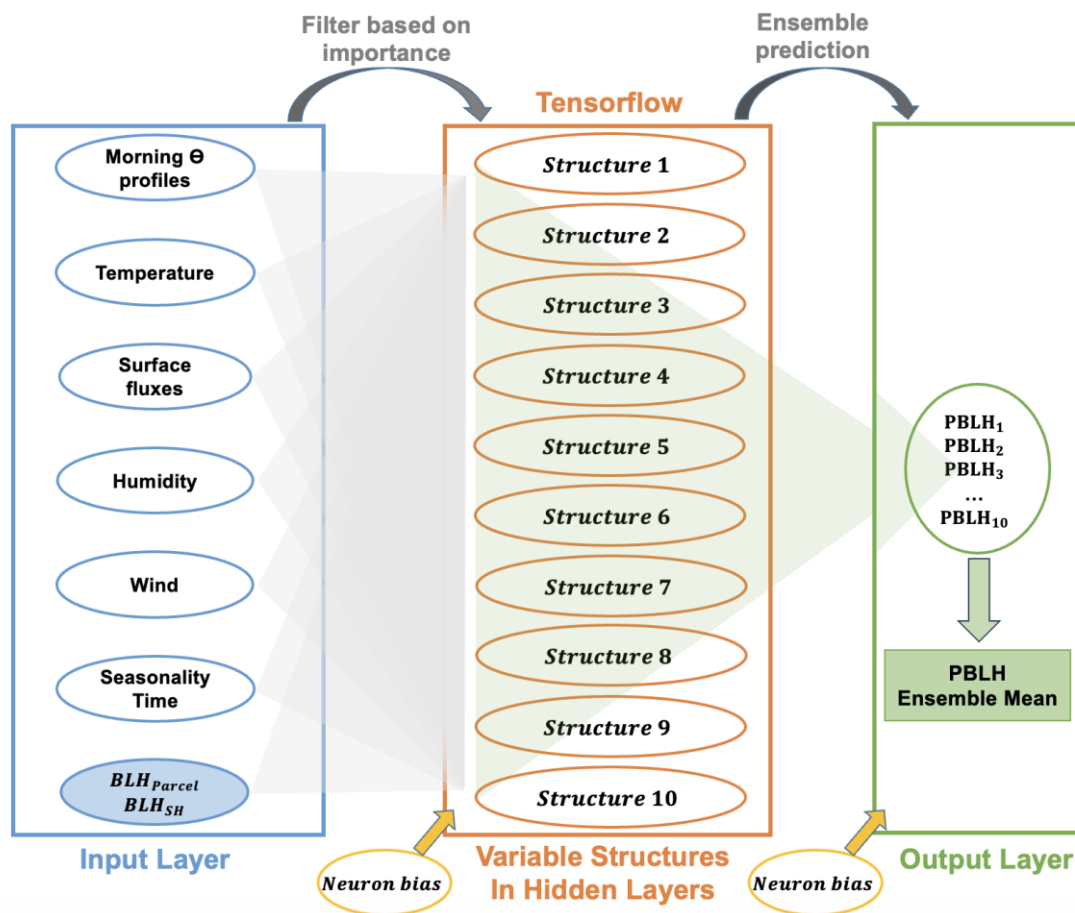 Filter based on
importance
Ensemble
prediction
Tensorflow
Morning Θ
profiles
Temperature
Surface
fluxes
Humidity
Wind
Seasonality
Time
BLH_Parcel
BLH_SH
Input Layer
Structure 1
Structure 2
Structure 3
Structure 4
Structure 5
Structure 6
Structure 7
Structure 8
Structure 9
Structure 10
Neuron bias
Variable Structures
In Hidden Layers
PBLH₁
PBLH₂
PBLH₃
...
PBLH₁₀
PBLH
Ensemble Mean
Neuron bias
Output Layer